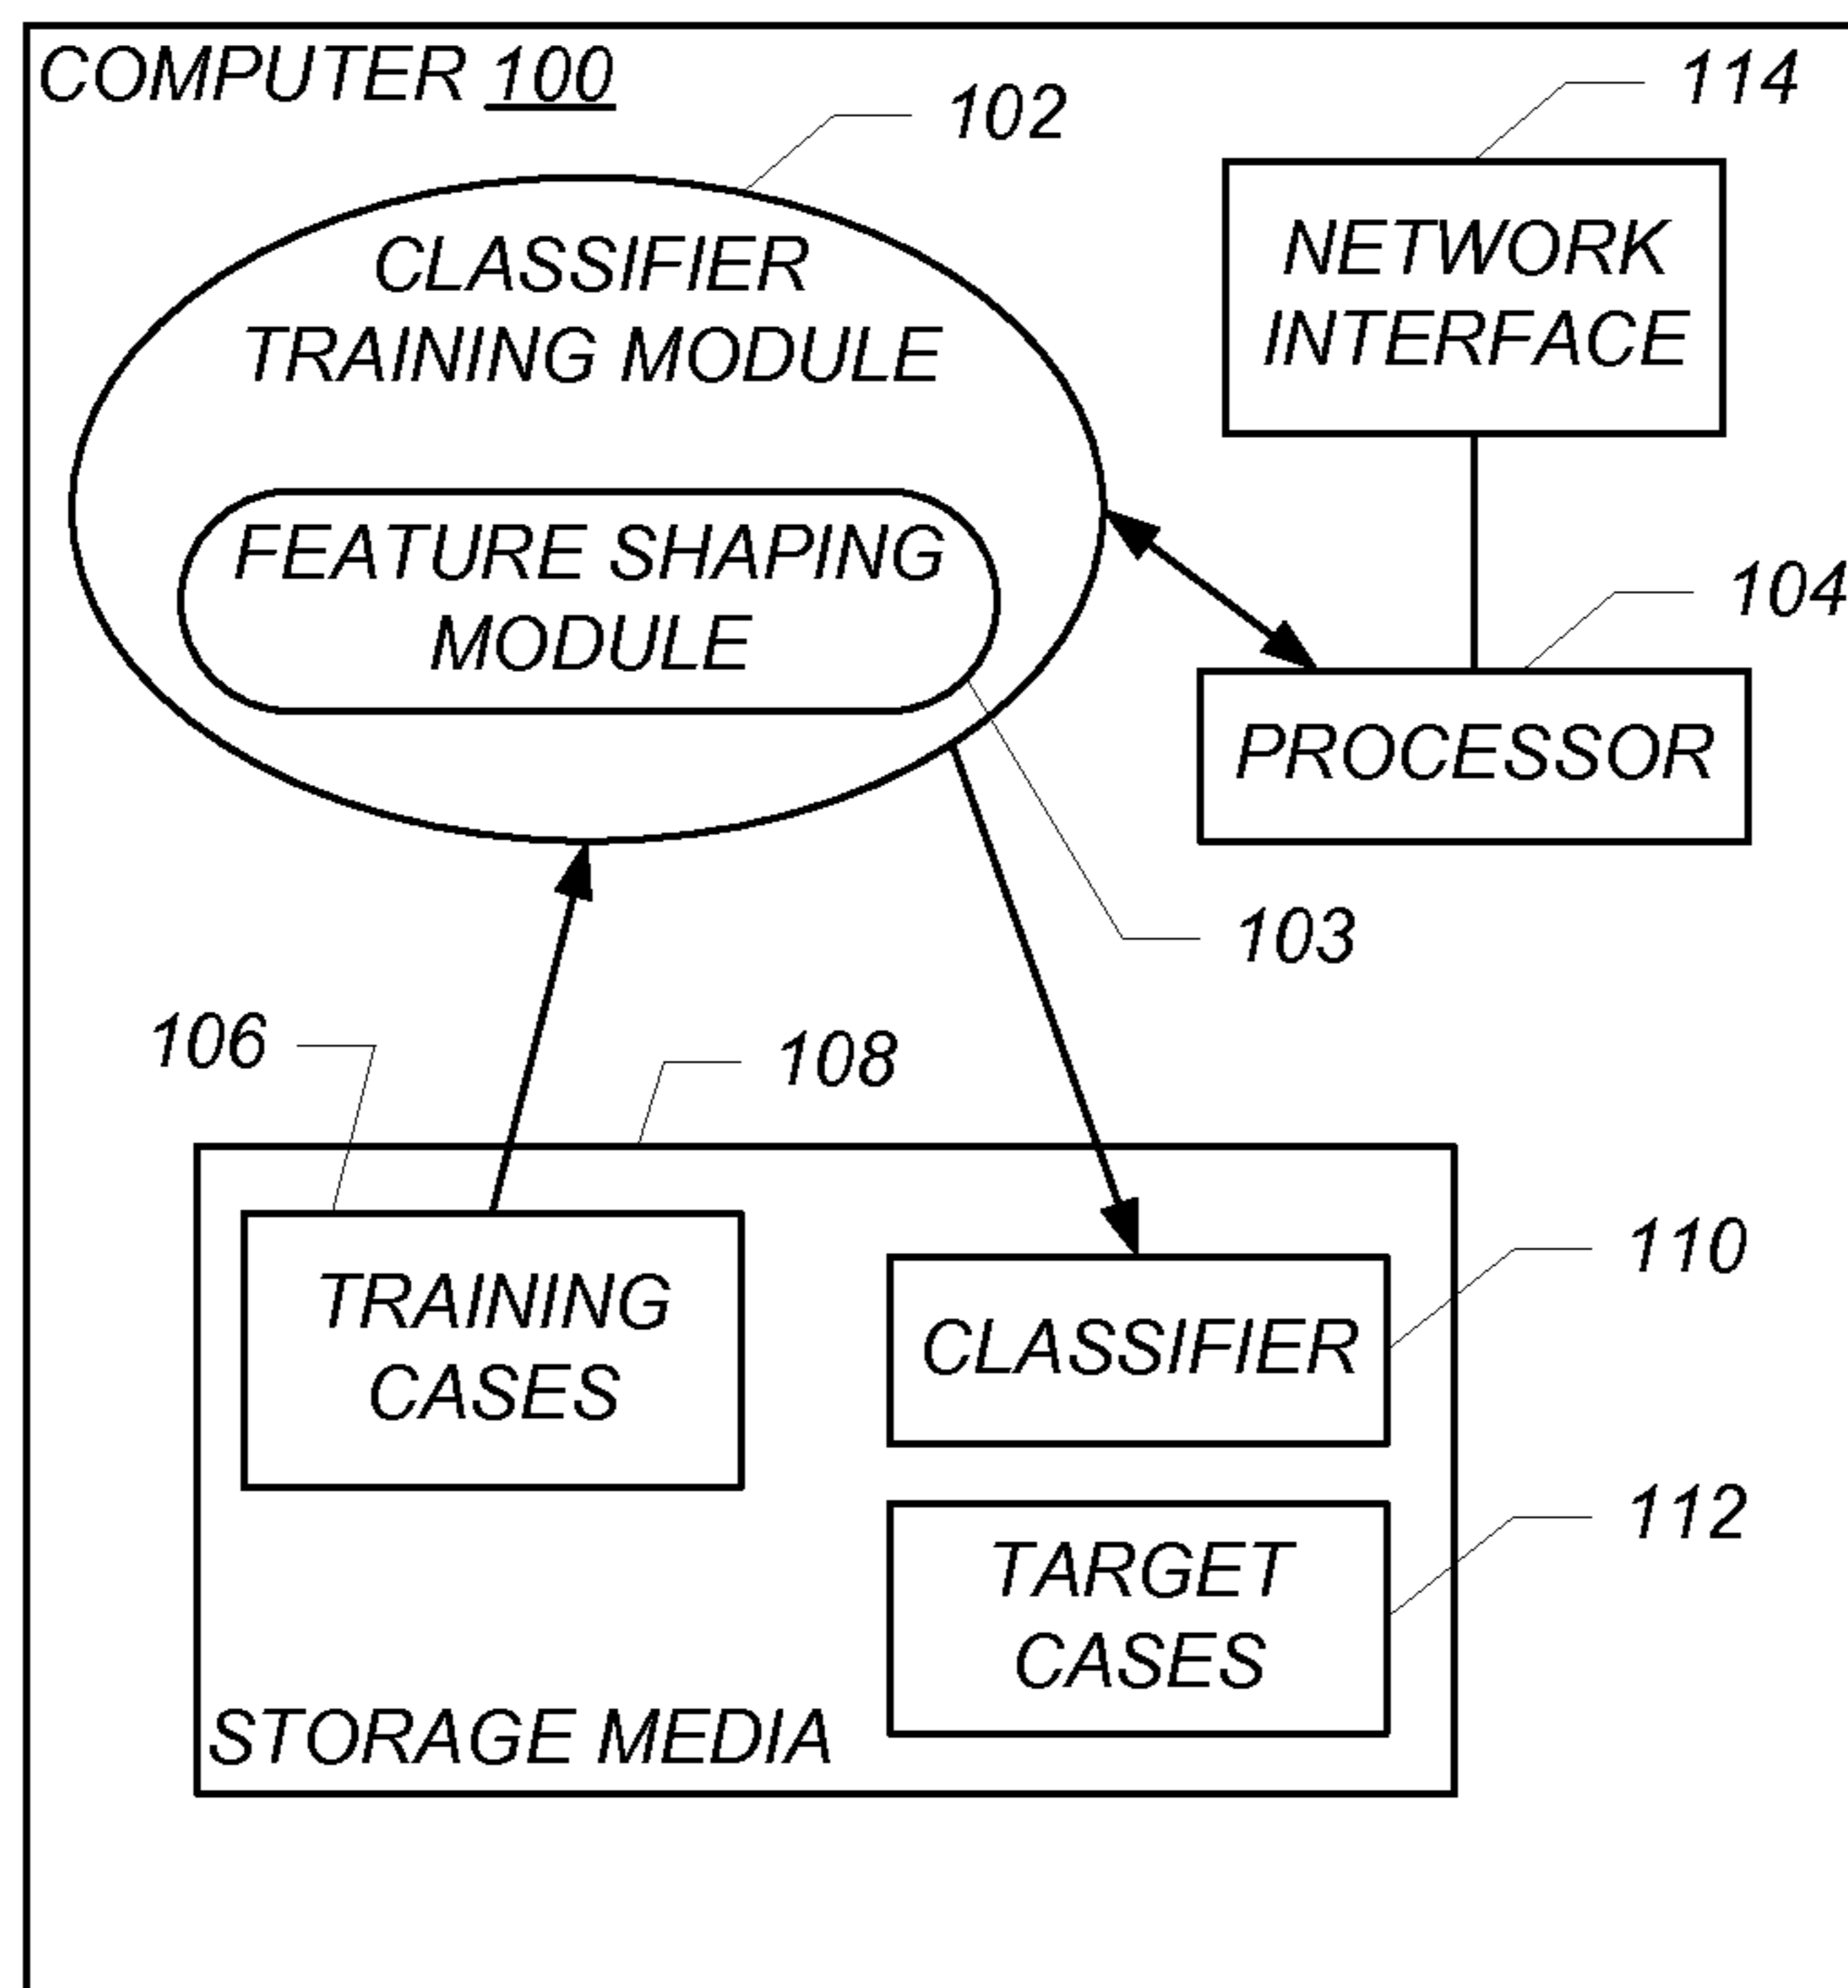 COMPUTER 100
102
114
CLASSIFIER
TRAINING MODULE
NETWORK
INTERFACE
FEATURE SHAPING
MODULE
104
PROCESSOR
103
106
108
TRAINING
CASES
110
CLASSIFIER
112
TARGET
CASES
STORAGE MEDIA